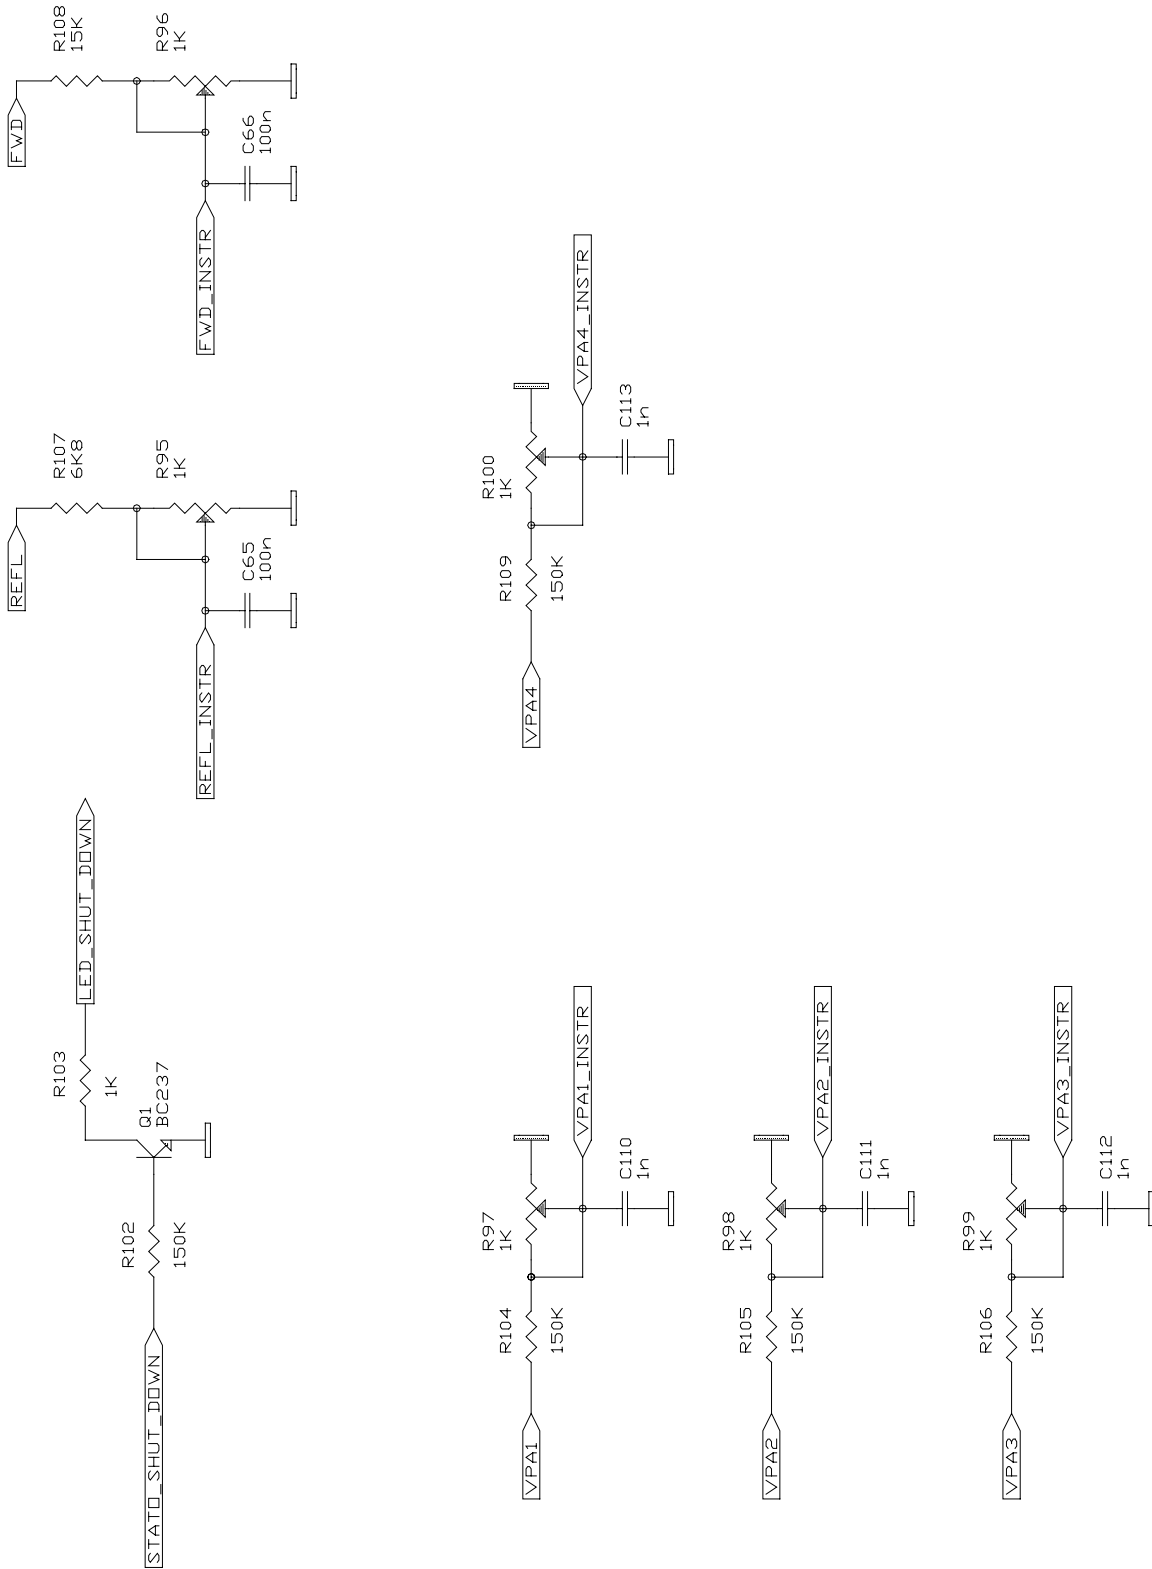 R108
15K
R96
1K
FWD
C66
100n
FWD_INSTR
R107
6K8
R95
1K
REFL
C65
100n
REFL_INSTR
LED_SHUT_DOWN
R103
1K
Q1
BC237
R102
150K
STATO_SHUT_DOWN
VPA4_INSTR
C113
1n
R100
1K
R109
150K
VPA4
VPA1_INSTR
C110
1n
R97
1K
R104
150K
VPA1
VPA2_INSTR
C111
1n
R98
1K
R105
150K
VPA2
VPA3_INSTR
C112
1n
R99
1K
R106
150K
VPA3